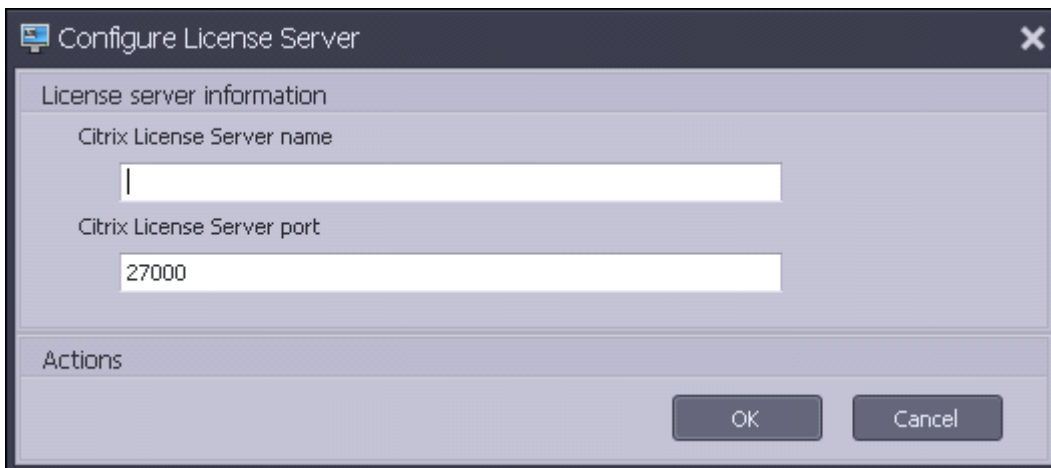 Configure License Server
License server information
Citrix License Server name
Citrix License Server port
27000
Actions
OK
Cancel